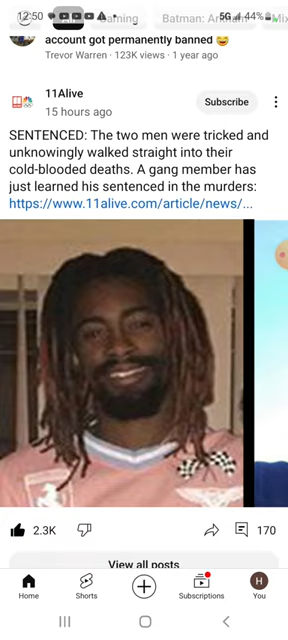 12:50
5G 44%
account got permanently banned
Trevor Warren · 123K views · 1 year ago
11Alive
15 hours ago
Subscribe
SENTENCED: The two men were tricked and
unknowingly walked straight into their
cold-blooded deaths. A gang member has
just learned his sentenced in the murders:
https://www.11alive.com/article/news/...
2.3K
170
View all posts
H
Home
Shorts
Subscriptions
You